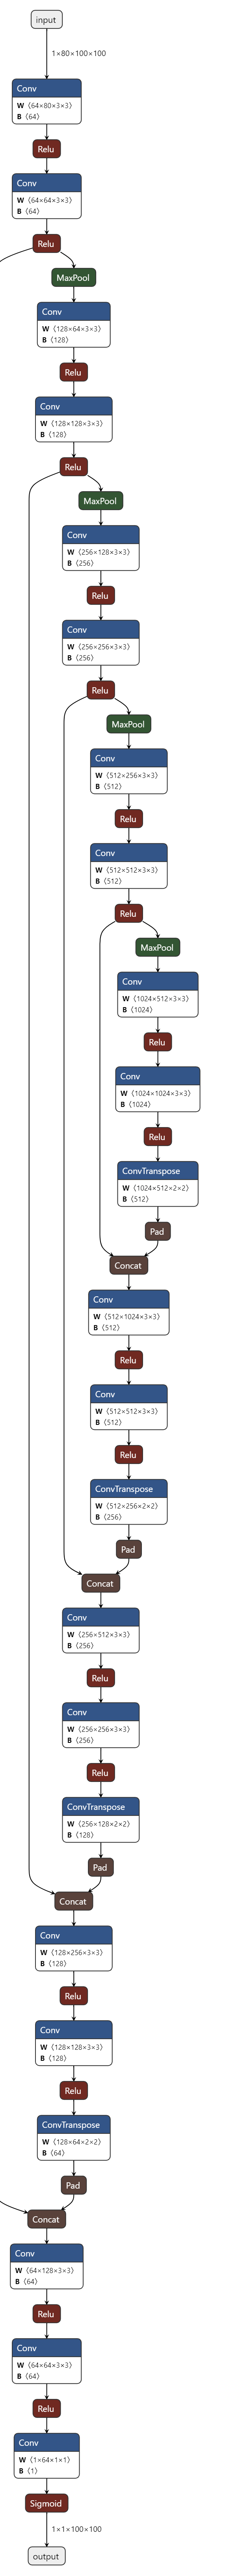 input
1×80×100×100
Conv
W ⟨64×80×3×3⟩
B ⟨64⟩
Relu
Conv
W ⟨64×64×3×3⟩
B ⟨64⟩
Relu
MaxPool
Conv
W ⟨128×64×3×3⟩
B ⟨128⟩
Relu
Conv
W ⟨128×128×3×3⟩
B ⟨128⟩
Relu
MaxPool
Conv
W ⟨256×128×3×3⟩
B ⟨256⟩
Relu
Conv
W ⟨256×256×3×3⟩
B ⟨256⟩
Relu
MaxPool
Conv
W ⟨512×256×3×3⟩
B ⟨512⟩
Relu
Conv
W ⟨512×512×3×3⟩
B ⟨512⟩
Relu
MaxPool
Conv
W ⟨1024×512×3×3⟩
B ⟨1024⟩
Relu
Conv
W ⟨1024×1024×3×3⟩
B ⟨1024⟩
Relu
ConvTranspose
W ⟨1024×512×2×2⟩
B ⟨512⟩
Pad
Concat
Conv
W ⟨512×1024×3×3⟩
B ⟨512⟩
Relu
Conv
W ⟨512×512×3×3⟩
B ⟨512⟩
Relu
ConvTranspose
W ⟨512×256×2×2⟩
B ⟨256⟩
Pad
Concat
Conv
W ⟨256×512×3×3⟩
B ⟨256⟩
Relu
Conv
W ⟨256×256×3×3⟩
B ⟨256⟩
Relu
ConvTranspose
W ⟨256×128×2×2⟩
B ⟨128⟩
Pad
Concat
Conv
W ⟨128×256×3×3⟩
B ⟨128⟩
Relu
Conv
W ⟨128×128×3×3⟩
B ⟨128⟩
Relu
ConvTranspose
W ⟨128×64×2×2⟩
B ⟨64⟩
Pad
Concat
Conv
W ⟨64×128×3×3⟩
B ⟨64⟩
Relu
Conv
W ⟨64×64×3×3⟩
B ⟨64⟩
Relu
Conv
W ⟨1×64×1×1⟩
B ⟨1⟩
Sigmoid
1×1×100×100
output